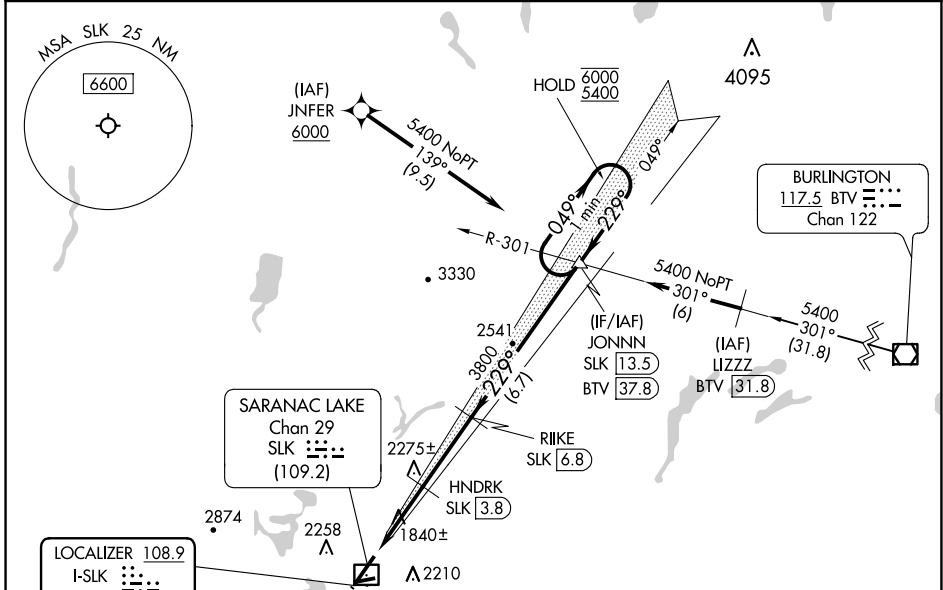 MSA SLK 25 NM
6600
(IAF)
JNFER
6000
5400 NoPT
139°
(9.5)
HOLD 6000
5400
4095
049°
1 min
229°
049°
BURLINGTON
117.5 BTV
Chan 122
R-301
3330
5400 NoPT
301°
(6)
5400
301°
(31.8)
(IF/IAF)
JONNN
SLK 13.5
BTV 37.8
(IAF)
LIZZZ
BTV 31.8
2541
3800
229°
(6.7)
SARANAC LAKE
Chan 29
SLK
(109.2)
RIIKE
SLK 6.8
2275±
HNDRK
SLK 3.8
2874
2258
1840±
LOCALIZER 108.9
I-SLK
2210